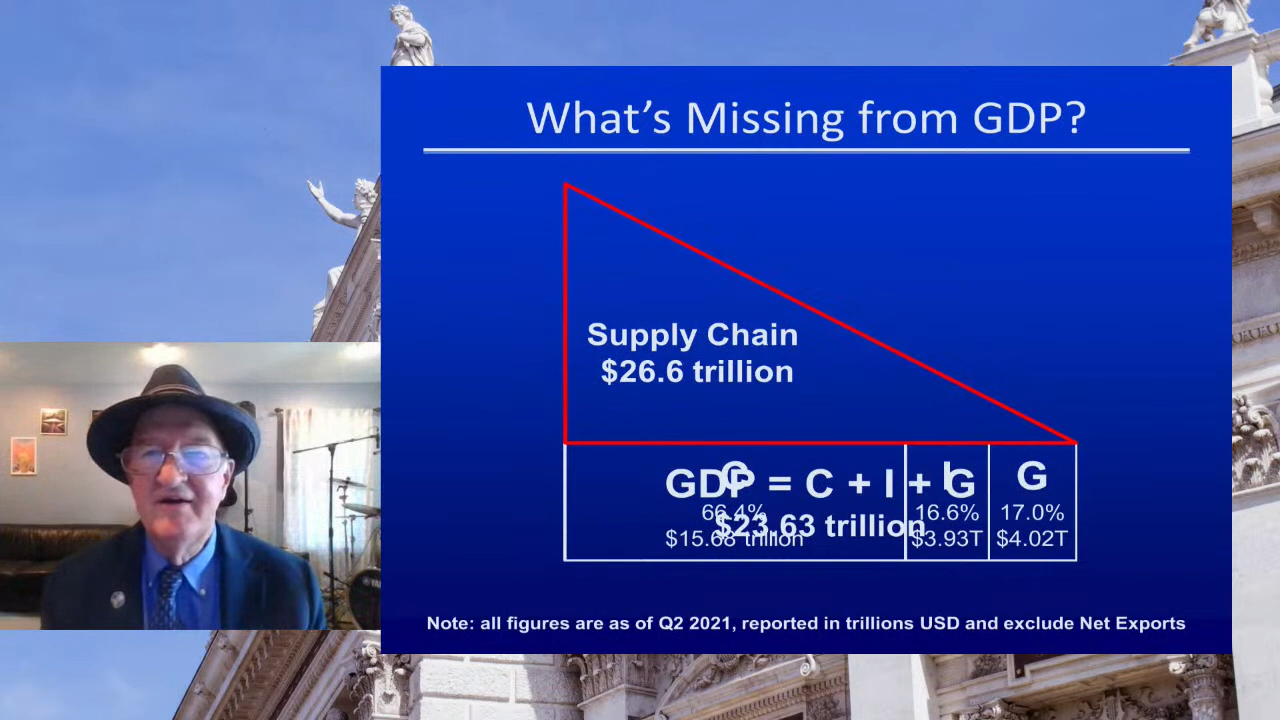 What's Missing from GDP?
Supply Chain
$26.6 trillion
GDP = C + I + G
$23.63 trillion
C
66.4%
$15.68 trillion
I
16.6%
$3.93T
G
17.0%
$4.02T
Note: all figures are as of Q2 2021, reported in trillions USD and exclude Net Exports